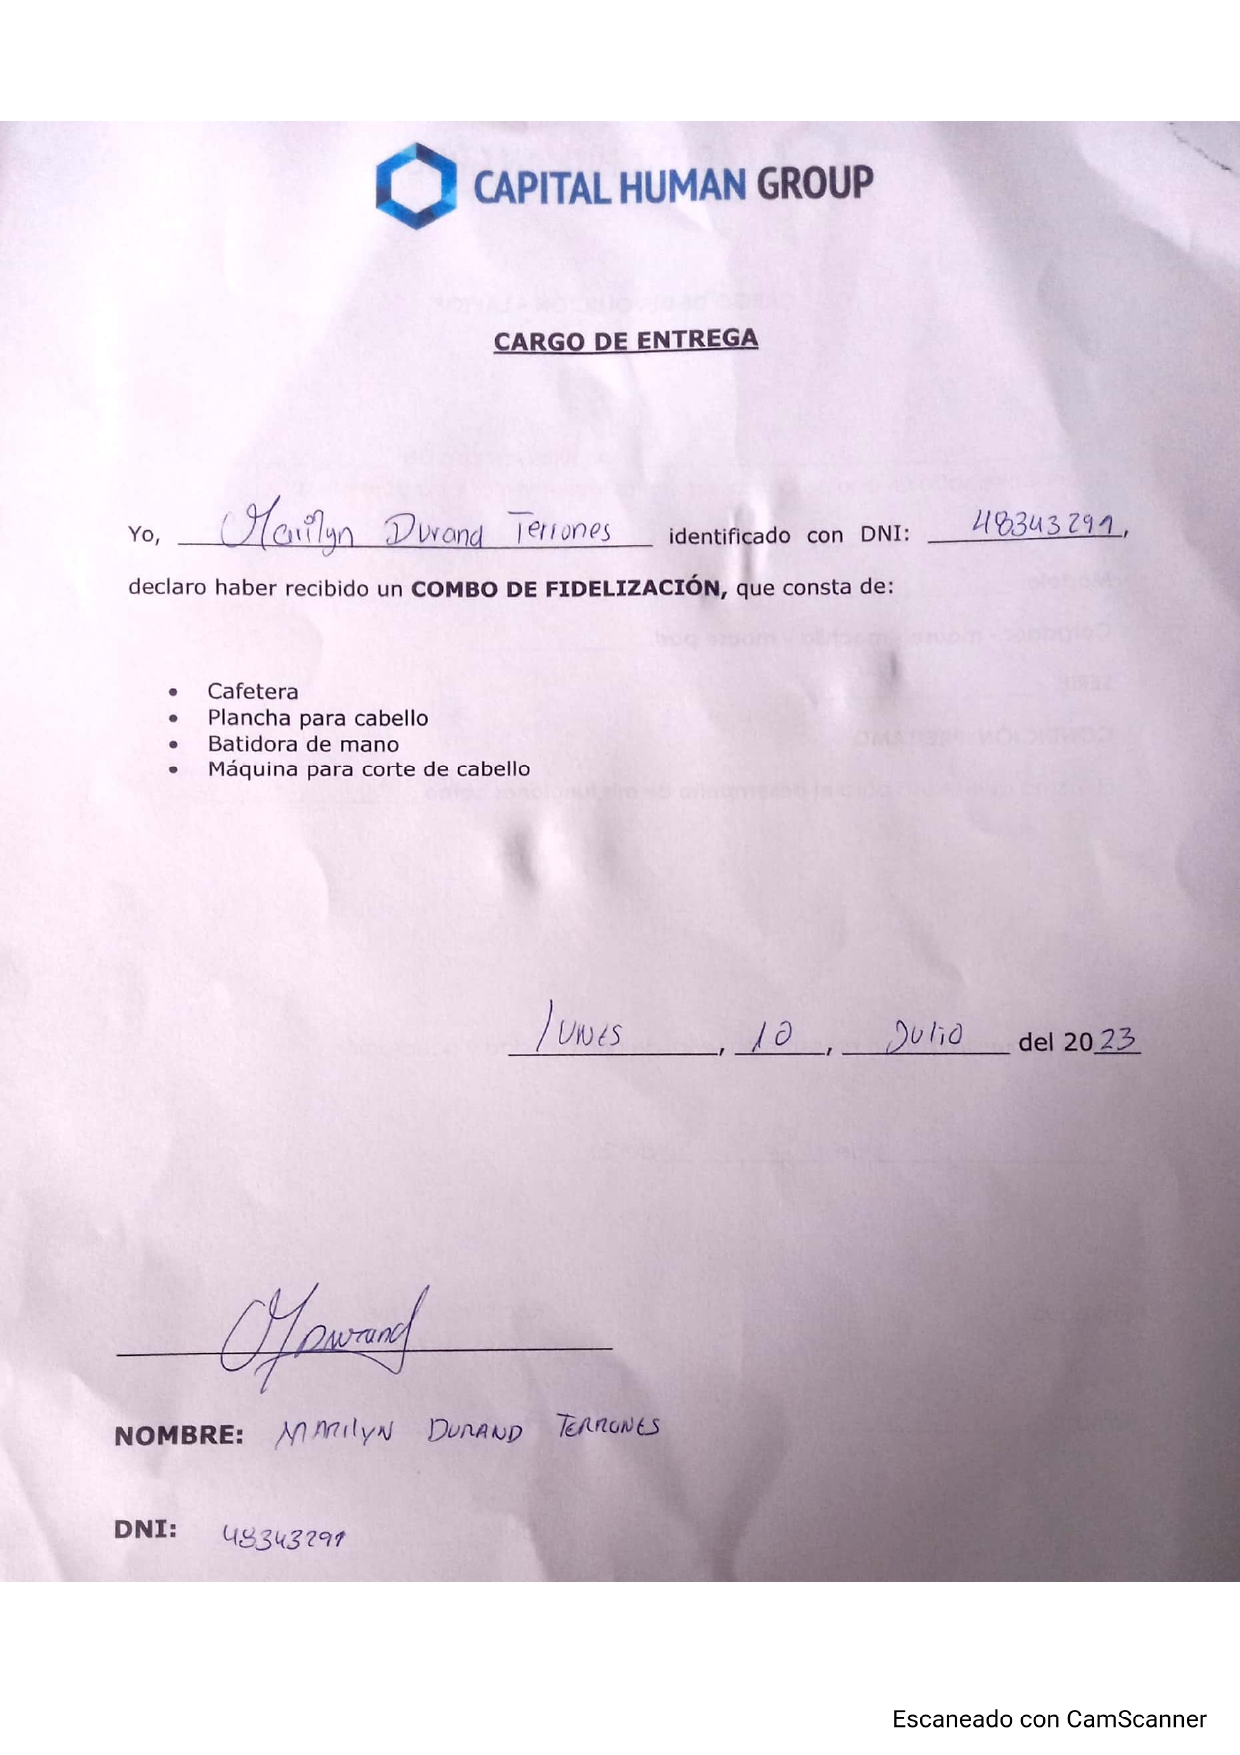 CAPITAL HUMAN GROUP
CARGO DE ENTREGA
Yo, Marilyn Durand Terrones identificado con DNI: 48343291,
declaro haber recibido un COMBO DE FIDELIZACIÓN, que consta de:
• Cafetera
• Plancha para cabello
• Batidora de mano
• Máquina para corte de cabello
lunes, 10, Julio del 2023
MDurand
NOMBRE: MARILYN DURAND TERRONES
DNI: 48343291
Escaneado con CamScanner